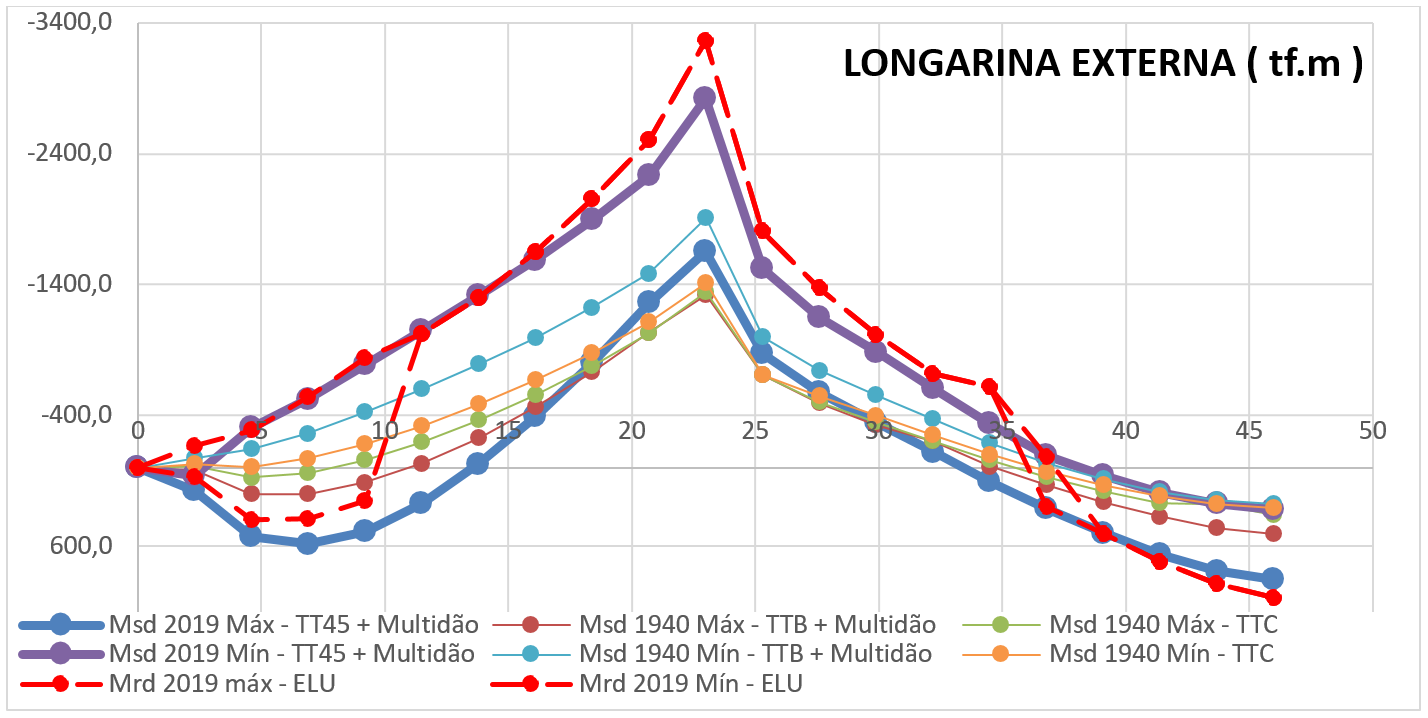 -3400,0
LONGARINA EXTERNA ( tf.m )
-2400,0
-1400,0
-400,0
0 5 10 15 20 25 30 35 40 45 50
600,0
Msd 2019 Máx - TT45 + Multidão Msd 1940 Máx - TTB + Multidão Msd 1940 Máx - TTC
Msd 2019 Mín - TT45 + Multidão Msd 1940 Mín - TTB + Multidão Msd 1940 Mín - TTC
Mrd 2019 máx - ELU Mrd 2019 Mín - ELU